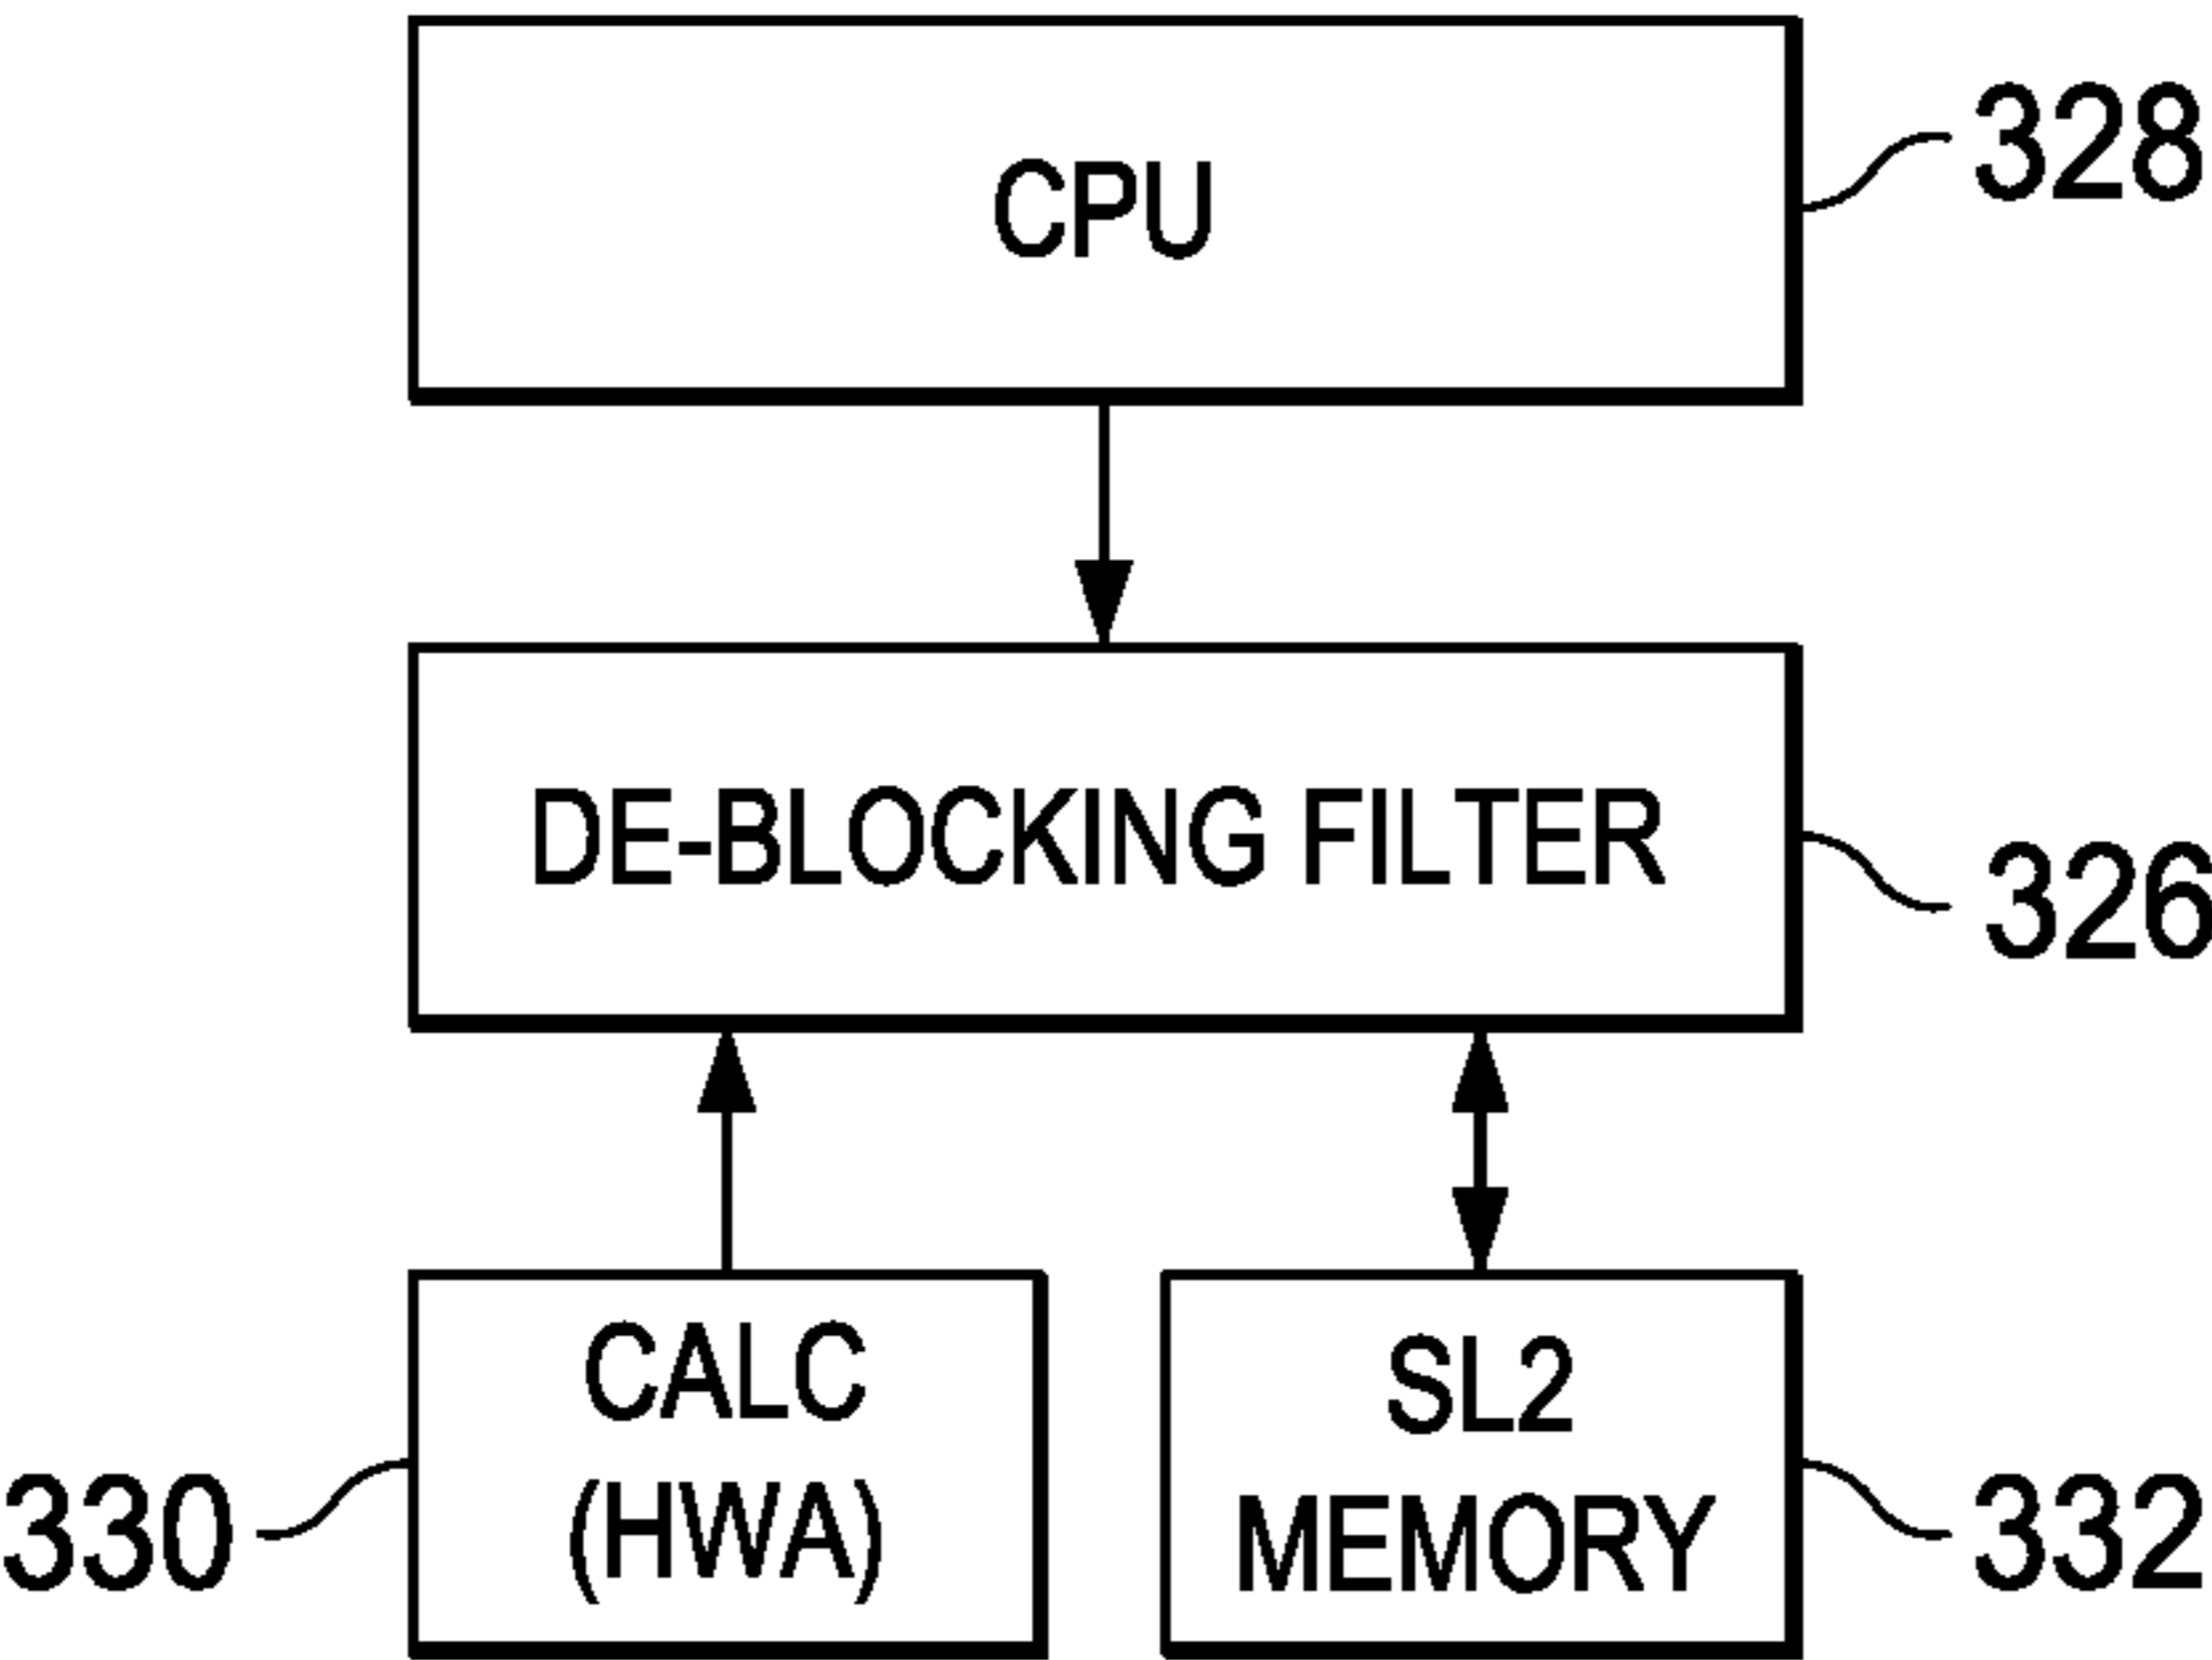 CPU
328
DE-BLOCKING FILTER
326
CALC
(HWA)
330
SL2
MEMORY
332